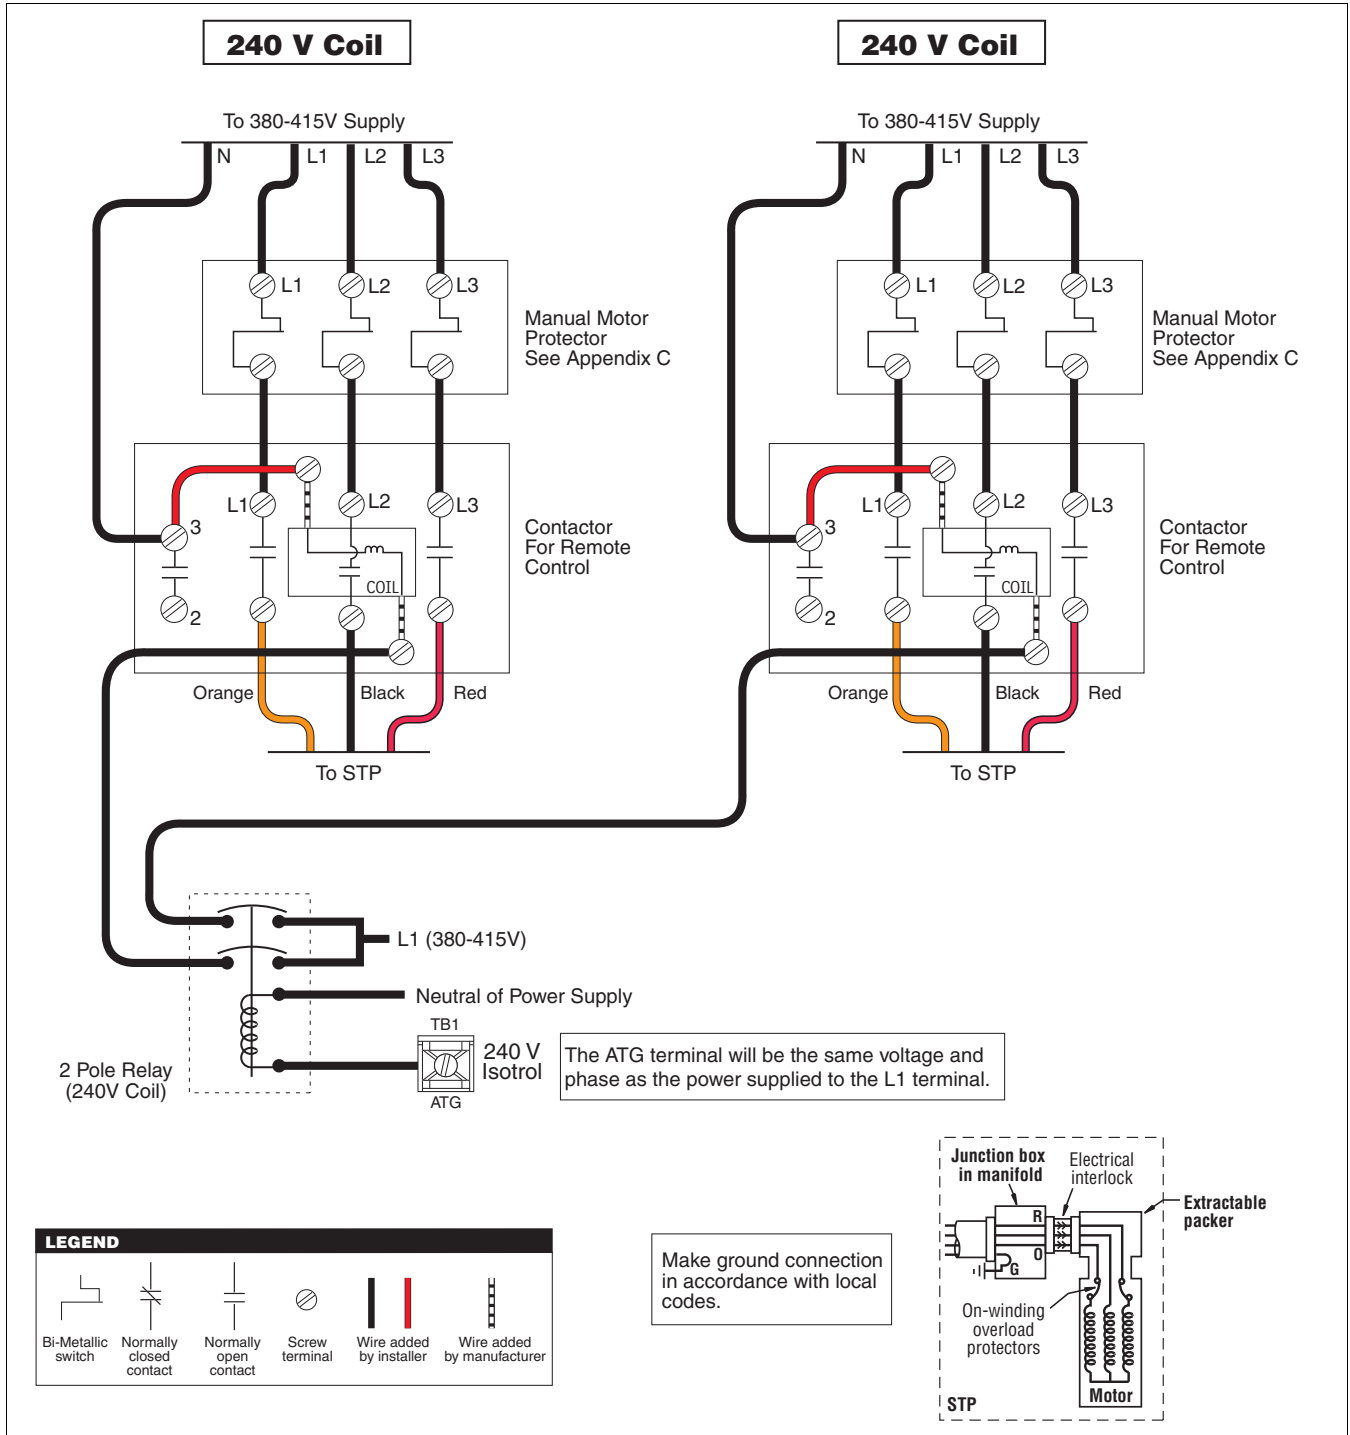 240 V Coil
240 V Coil
To 380-415V Supply
N L1 L2 L3
L1 L2 L3
Manual Motor
Protector
See Appendix C
3 L1 L2 L3
Contactor
For Remote
Control
COIL
2
Orange Black Red
To STP
To 380-415V Supply
N L1 L2 L3
L1 L2 L3
Manual Motor
Protector
See Appendix C
3 L1 L2 L3
Contactor
For Remote
Control
COIL
2
Orange Black Red
To STP
L1 (380-415V)
Neutral of Power Supply
TB1
240 V
Isotrol
ATG
2 Pole Relay
(240V Coil)
The ATG terminal will be the same voltage and
phase as the power supplied to the L1 terminal.
LEGEND
Bi-Metallic
switch
Normally
closed
contact
Normally
open
contact
Screw
terminal
Wire added
by installer
Wire added
by manufacturer
Make ground connection
in accordance with local
codes.
Junction box
in manifold
Electrical
interlock
Extractable
packer
R
O
G
On-winding
overload
protectors
Motor
STP